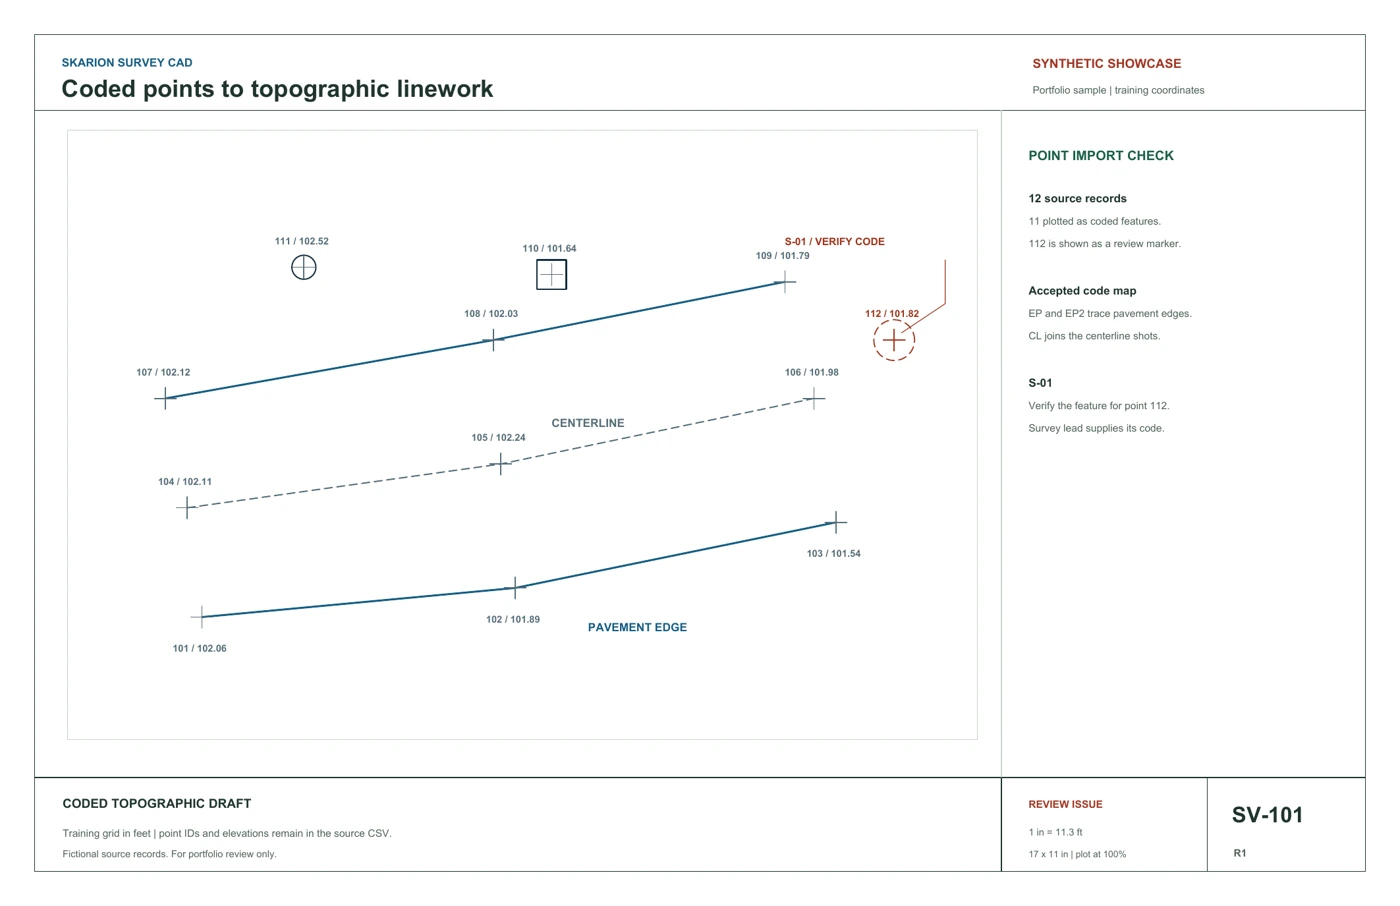 SKARION SURVEY CAD
Coded points to topographic linework
SYNTHETIC SHOWCASE
Portfolio sample | training coordinates
111 / 102.52
110 / 101.64
S-01 / VERIFY CODE
109 / 101.79
108 / 102.03
112 / 101.82
107 / 102.12
106 / 101.98
CENTERLINE
105 / 102.24
104 / 102.11
103 / 101.54
102 / 101.89
PAVEMENT EDGE
101 / 102.06
POINT IMPORT CHECK
12 source records
11 plotted as coded features.
112 is shown as a review marker.
Accepted code map
EP and EP2 trace pavement edges.
CL joins the centerline shots.
S-01
Verify the feature for point 112.
Survey lead supplies its code.
CODED TOPOGRAPHIC DRAFT
Training grid in feet | point IDs and elevations remain in the source CSV.
Fictional source records. For portfolio review only.
REVIEW ISSUE
1 in = 11.3 ft
17 x 11 in | plot at 100%
SV-101
R1